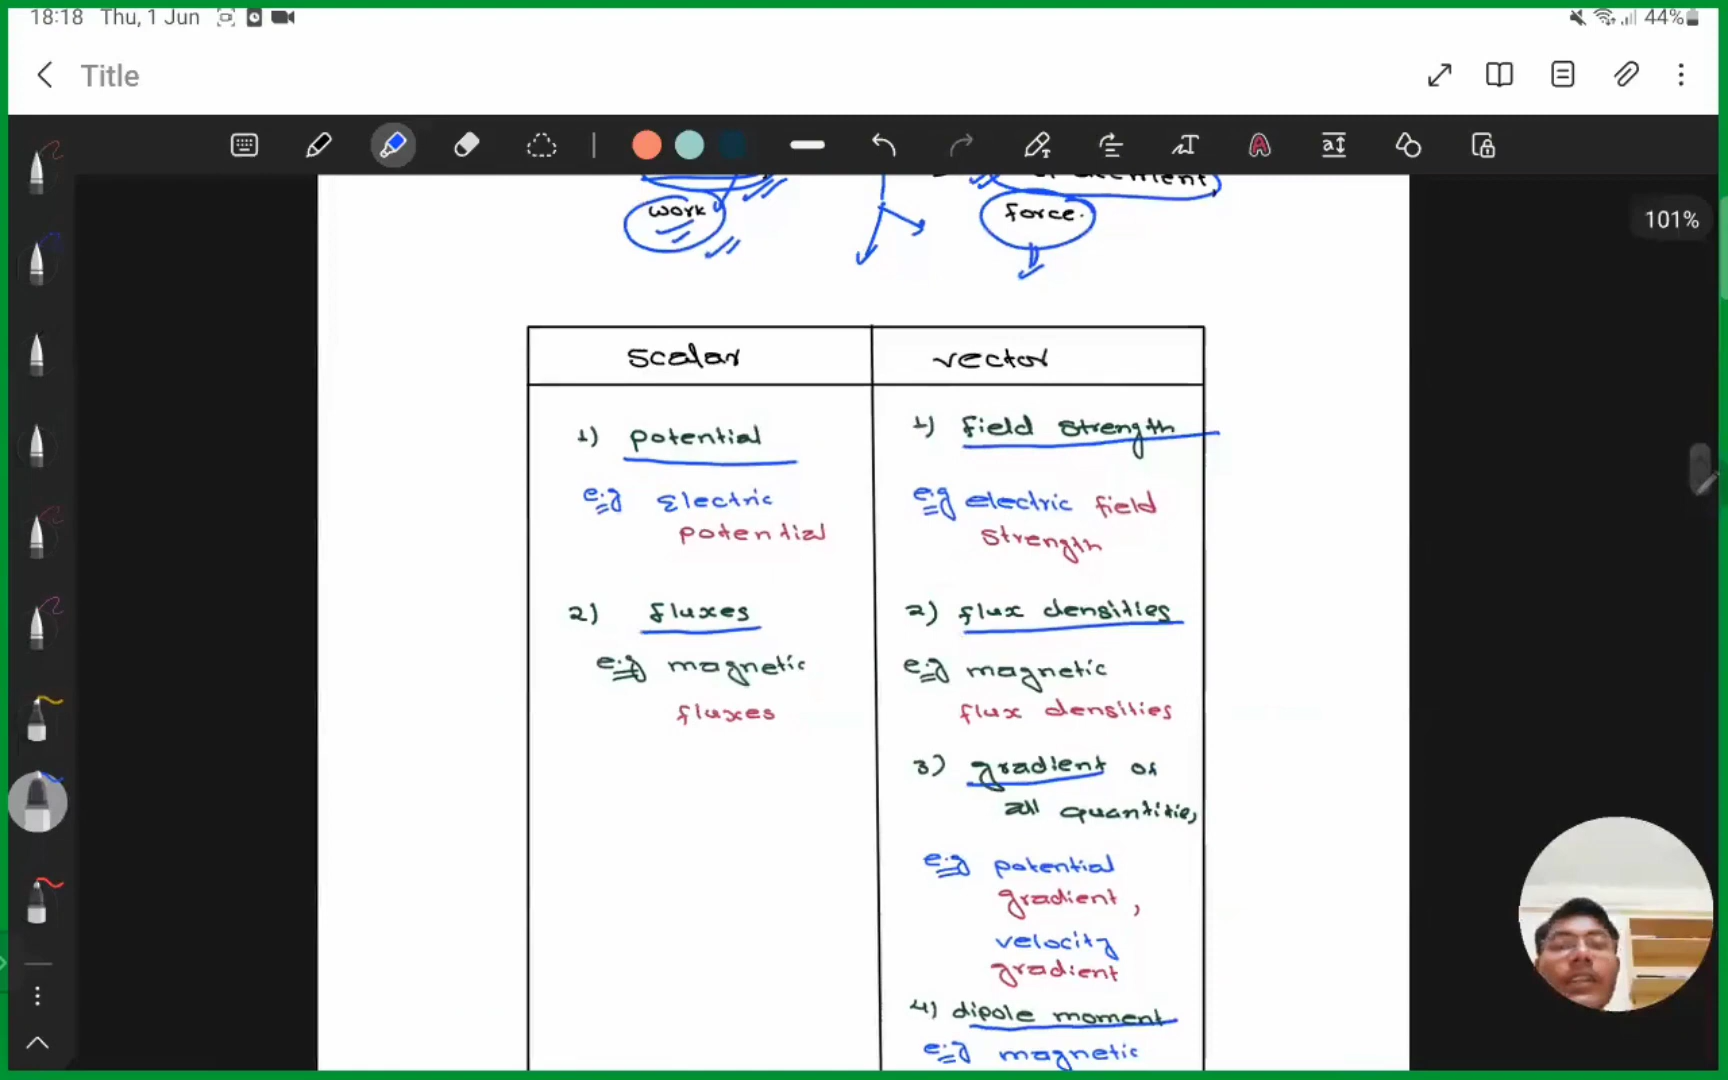 18:18 Thu, 1 Jun
44%
Title
101%
work
force.
scalar
vector
1) potential
e.g Electric
potential
2) fluxes
e.g magnetic
fluxes
1) field strength
e.g electric field
strength
2) flux densities
e.g magnetic
flux densities
3) gradient of
all quantities,
e.g potential
gradient,
velocity
gradient
4) dipole moment
e.g magnetic